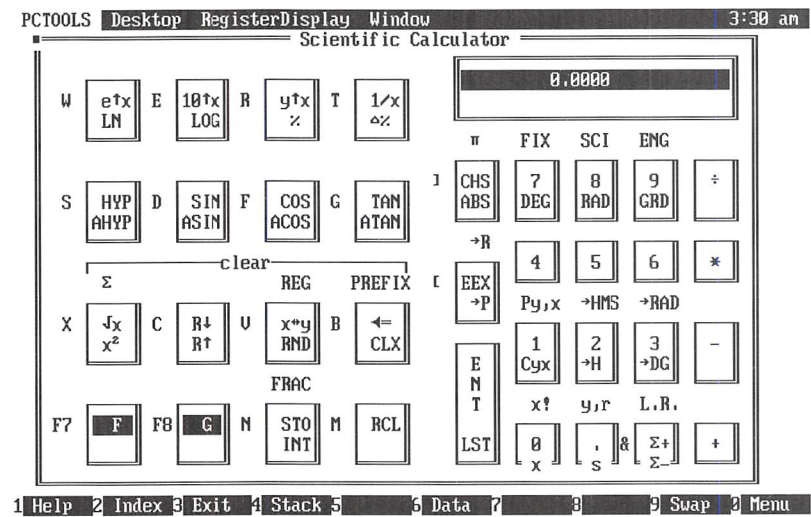 PCTOOLS Desktop RegisterDisplay Window 3:30 am
Scientific Calculator
0.0000
π FIX SCI ENG
W e↑x E 10↑x R y↑x T 1/x
LN LOG % △%
] CHS 7 8 9 ÷
ABS DEG RAD GRD
S HYP D SIN F COS G TAN
AHYP ASIN ACOS ATAN
→R
clear
4 5 6 *
Σ REG PREFIX [ EEX
→P Py,x →HMS →RAD
X √x C R↓ V x↔y B ◄=
x² R↑ RND CLX
1 2 3 -
Cyx →H →DG
FRAC
E
N
T x! y,r L.R.
F7 F F8 G N STO M RCL
INT
LST 0 . & Σ+ +
x s Σ-
1 Help 2 Index 3 Exit 4 Stack 5 6 Data 7 8 9 Swap 0 Menu